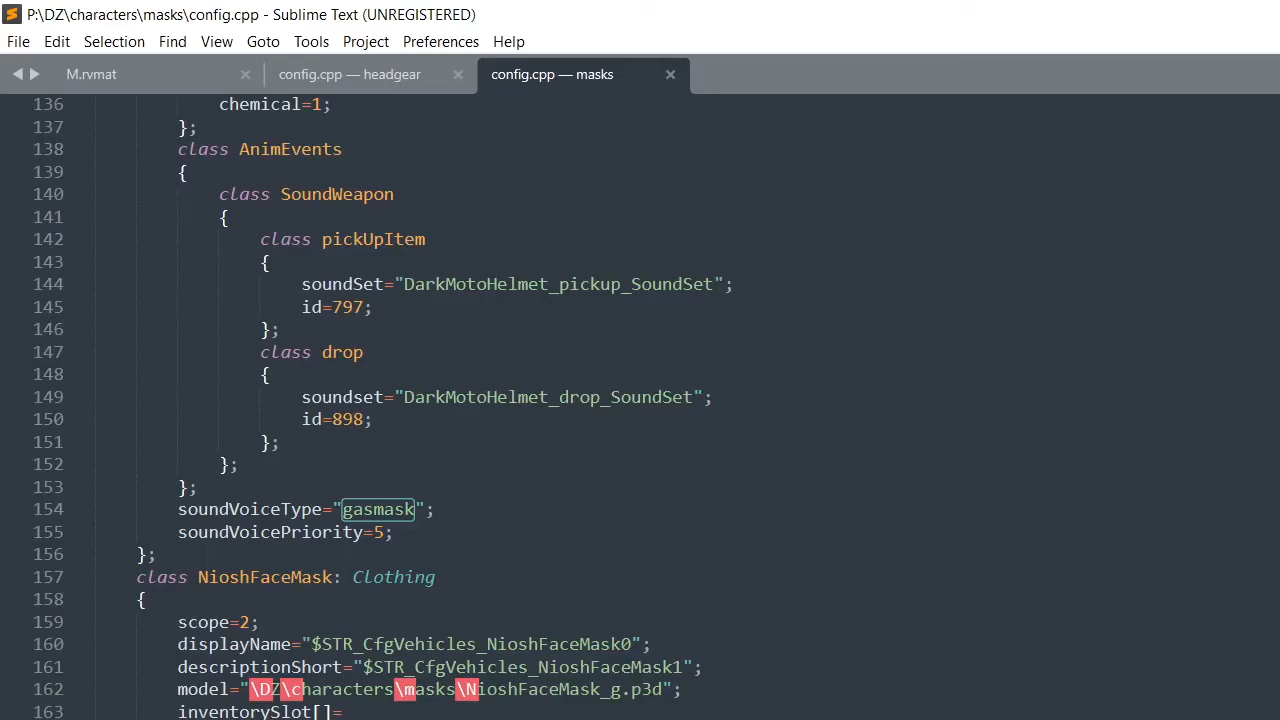 P:\DZ\characters\masks\config.cpp - Sublime Text (UNREGISTERED)
File Edit Selection Find View Goto Tools Project Preferences Help
M.rvmat × config.cpp — headgear × config.cpp — masks ×
136 chemical=1;
137 };
138 class AnimEvents
139 {
140 class SoundWeapon
141 {
142 class pickUpItem
143 {
144 soundSet="DarkMotoHelmet_pickup_SoundSet";
145 id=797;
146 };
147 class drop
148 {
149 soundset="DarkMotoHelmet_drop_SoundSet";
150 id=898;
151 };
152 };
153 };
154 soundVoiceType="gasmask";
155 soundVoicePriority=5;
156 };
157 class NioshFaceMask: Clothing
158 {
159 scope=2;
160 displayName="$STR_CfgVehicles_NioshFaceMask0";
161 descriptionShort="$STR_CfgVehicles_NioshFaceMask1";
162 model="\DZ\characters\masks\NioshFaceMask_g.p3d";
163 inventorySlot[]=